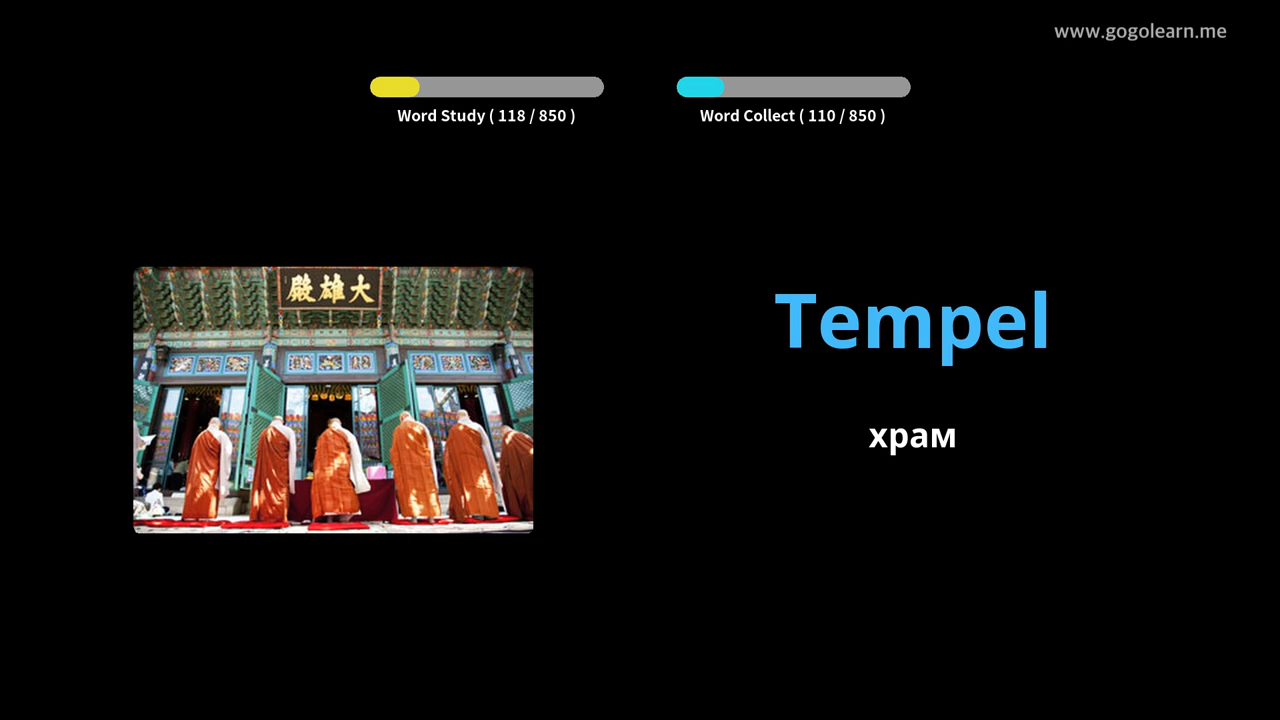 www.gogolearn.me
Word Study ( 118 / 850 )
Word Collect ( 110 / 850 )
殿雄大
Tempel
храм